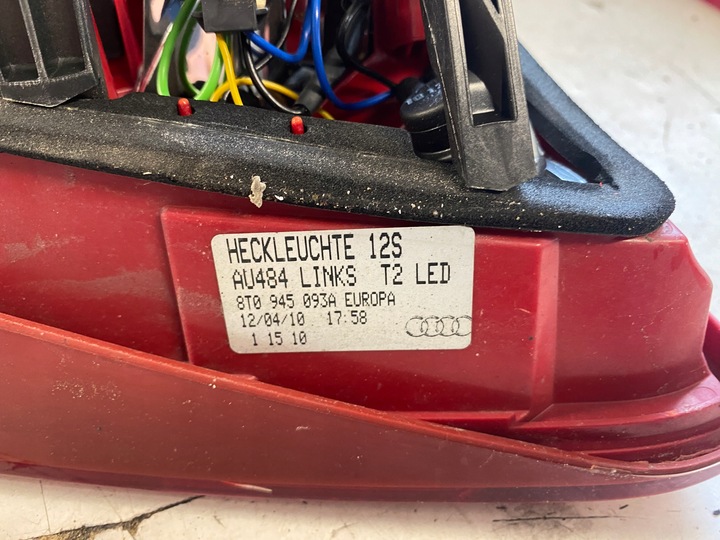 HECKLEUCHTE 12S
AU484 LINKS T2 LED
8T0 945 093A EUROPA
12/04/10 17:58
1 15 10